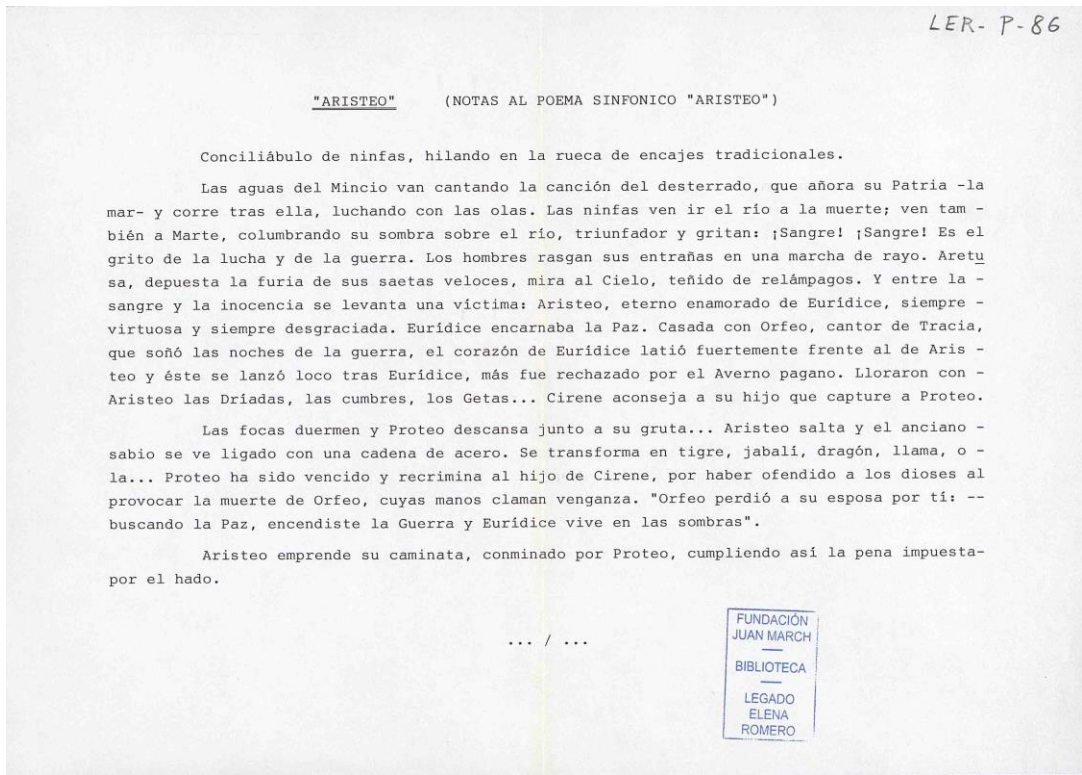 LER- P-86
"ARISTEO" (NOTAS AL POEMA SINFONICO "ARISTEO")
Conciliábulo de ninfas, hilando en la rueca de encajes tradicionales.
Las aguas del Mincio van cantando la canción del desterrado, que añora su Patria -la
mar- y corre tras ella, luchando con las olas. Las ninfas ven ir el río a la muerte; ven tam -
bién a Marte, columbrando su sombra sobre el río, triunfador y gritan: ¡Sangre! ¡Sangre! Es el
grito de la lucha y de la guerra. Los hombres rasgan sus entrañas en una marcha de rayo. Aretu
sa, depuesta la furia de sus saetas veloces, mira al Cielo, teñido de relámpagos. Y entre la -
sangre y la inocencia se levanta una víctima: Aristeo, eterno enamorado de Eurídice, siempre -
virtuosa y siempre desgraciada. Eurídice encarnaba la Paz. Casada con Orfeo, cantor de Tracia,
que soñó las noches de la guerra, el corazón de Eurídice latió fuertemente frente al de Aris -
teo y éste se lanzó loco tras Eurídice, más fue rechazado por el Averno pagano. Lloraron con -
Aristeo las Dríadas, las cumbres, los Getas... Cirene aconseja a su hijo que capture a Proteo.
Las focas duermen y Proteo descansa junto a su gruta... Aristeo salta y el anciano -
sabio se ve ligado con una cadena de acero. Se transforma en tigre, jabalí, dragón, llama, o -
la... Proteo ha sido vencido y recrimina al hijo de Cirene, por haber ofendido a los dioses al
provocar la muerte de Orfeo, cuyas manos claman venganza. "Orfeo perdió a su esposa por tí: --
buscando la Paz, encendiste la Guerra y Eurídice vive en las sombras".
Aristeo emprende su caminata, conminado por Proteo, cumpliendo así la pena impuesta-
por el hado.
... / ...
FUNDACIÓN
JUAN MARCH
—
BIBLIOTECA
—
LEGADO
ELENA
ROMERO